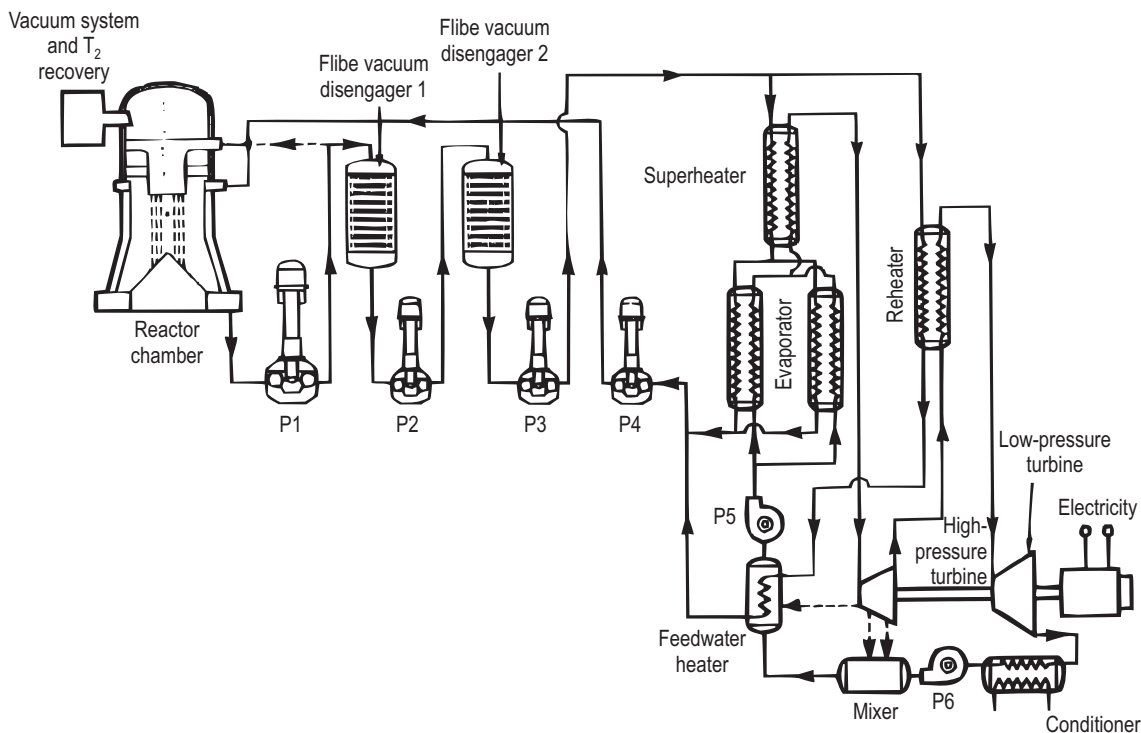 Vacuum system
and T₂
recovery
Flibe vacuum
disengager 1
Flibe vacuum
disengager 2
Superheater
Reheater
Evaporator
Reactor
chamber
P1
P2
P3
P4
Low-pressure
turbine
P5
Electricity
High-
pressure
turbine
Feedwater
heater
Mixer
P6
Conditioner